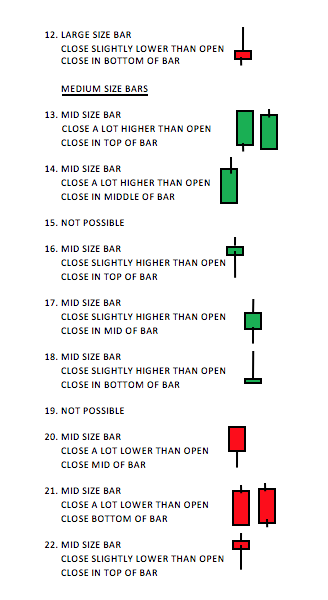 12. LARGE SIZE BAR
CLOSE SLIGHTLY LOWER THAN OPEN
CLOSE IN BOTTOM OF BAR
MEDIUM SIZE BARS
13. MID SIZE BAR
CLOSE A LOT HIGHER THAN OPEN
CLOSE IN TOP OF BAR
14. MID SIZE BAR
CLOSE A LOT HIGHER THAN OPEN
CLOSE IN MIDDLE OF BAR
15. NOT POSSIBLE
16. MID SIZE BAR
CLOSE SLIGHTLY HIGHER THAN OPEN
CLOSE IN TOP OF BAR
17. MID SIZE BAR
CLOSE SLIGHTLY HIGHER THAN OPEN
CLOSE IN MID OF BAR
18. MID SIZE BAR
CLOSE SLIGHTLY HIGHER THAN OPEN
CLOSE IN BOTTOM OF BAR
19. NOT POSSIBLE
20. MID SIZE BAR
CLOSE A LOT LOWER THAN OPEN
CLOSE MID OF BAR
21. MID SIZE BAR
CLOSE A LOT LOWER THAN OPEN
CLOSE BOTTOM OF BAR
22. MID SIZE BAR
CLOSE SLIGHTLY LOWER THAN OPEN
CLOSE IN TOP OF BAR